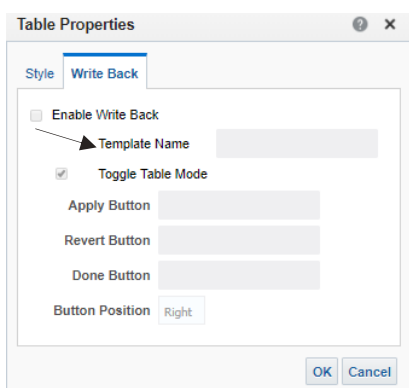 Table Properties
Style Write Back
Enable Write Back
Template Name
Toggle Table Mode
Apply Button
Revert Button
Done Button
Button Position Right
OK Cancel